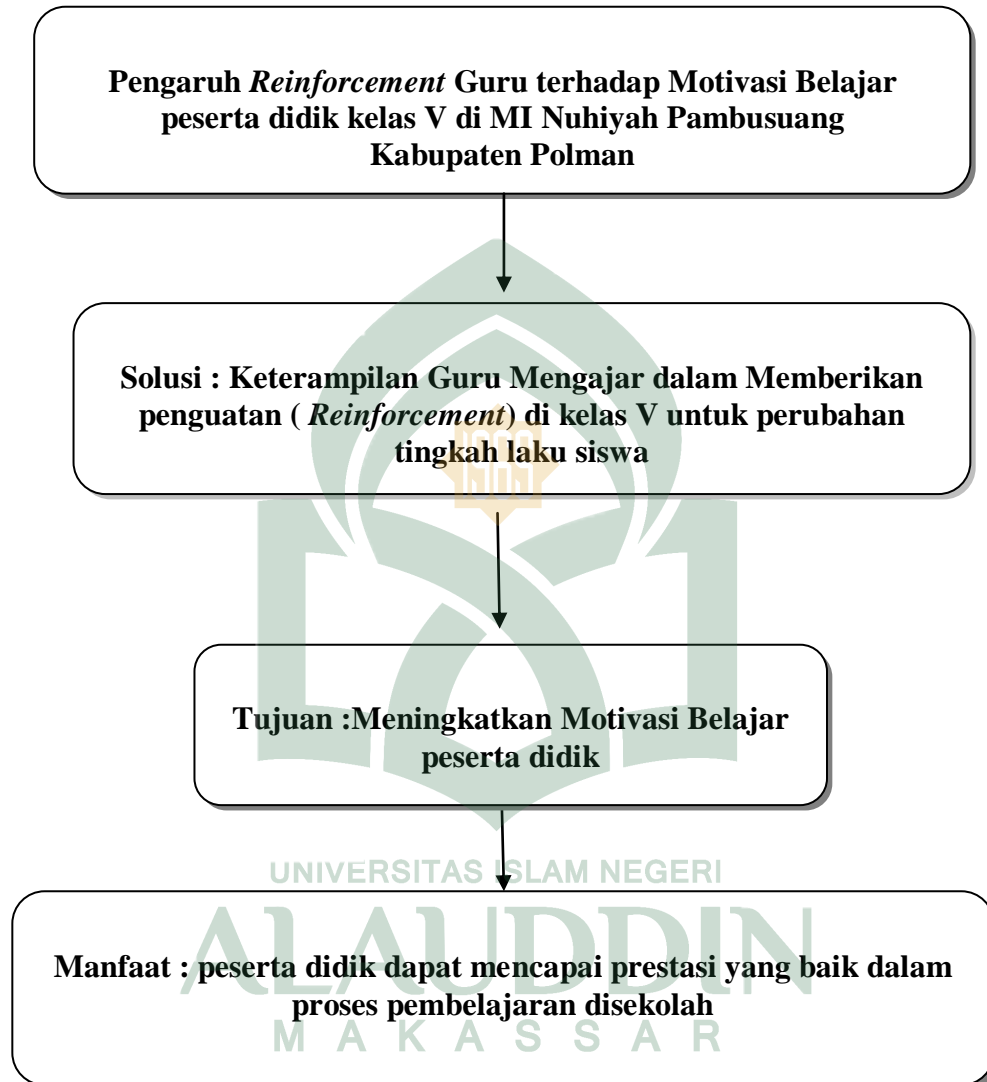 Pengaruh Reinforcement Guru terhadap Motivasi Belajar
peserta didik kelas V di MI Nuhiyah Pambusuang
Kabupaten Polman
Solusi : Keterampilan Guru Mengajar dalam Memberikan
penguatan ( Reinforcement) di kelas V untuk perubahan
tingkah laku siswa
1969
Tujuan :Meningkatkan Motivasi Belajar
peserta didik
UNIVERSITAS ISLAM NEGERI
ALAUDDIN
Manfaat : peserta didik dapat mencapai prestasi yang baik dalam
proses pembelajaran disekolah
MAKASSAR